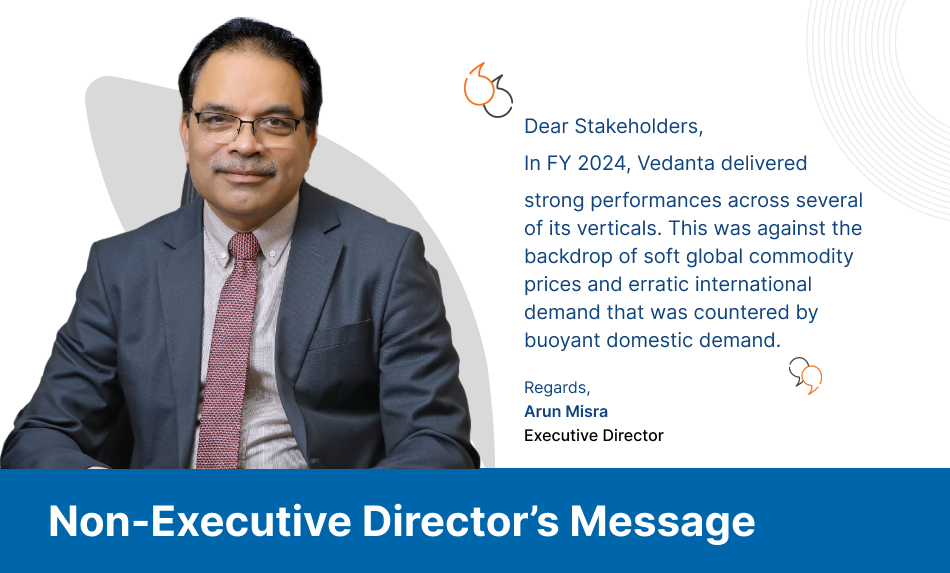 Dear Stakeholders,
In FY 2024, Vedanta delivered
strong performances across several
of its verticals. This was against the
backdrop of soft global commodity
prices and erratic international
demand that was countered by
buoyant domestic demand.
Regards,
Arun Misra
Executive Director
Non-Executive Director’s Message